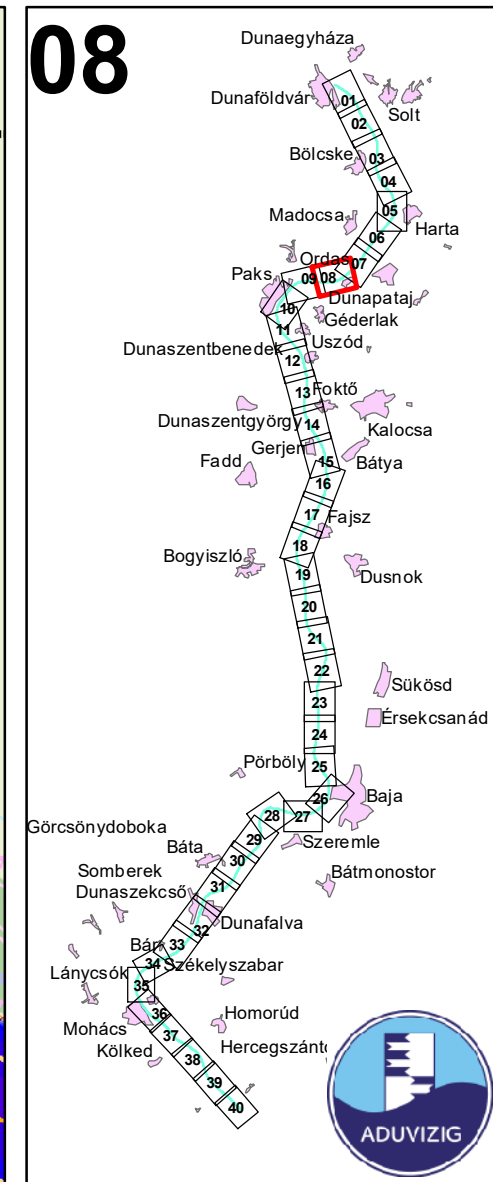 08
Dunaegyháza
Dunaföldvár
01
Solt
02
Bölcske
03
04
05
Madocsa
Harta
06
Ordas
07
Paks
09
08
Dunapataj
10
Géderlak
11
Uszód
Dunaszentbenedek
12
13
Foktő
Dunaszentgyörgy
14
Kalocsa
Gerjen
Fadd
15
Bátya
16
17
Fajsz
18
Bogyiszló
19
Dusnok
20
21
22
Sükösd
23
Érsekcsanád
24
Pörböly
25
26
Baja
28
27
Görcsönydoboka
29
Szeremle
Báta
30
Somberek
Bátmonostor
Dunaszekcső
31
Dunafalva
32
Bár
33
34
Székelyszabar
Lánycsók
35
36
Homorúd
Mohács
37
Hercegszántó
Kölked
38
39
40
ADUVIZIG